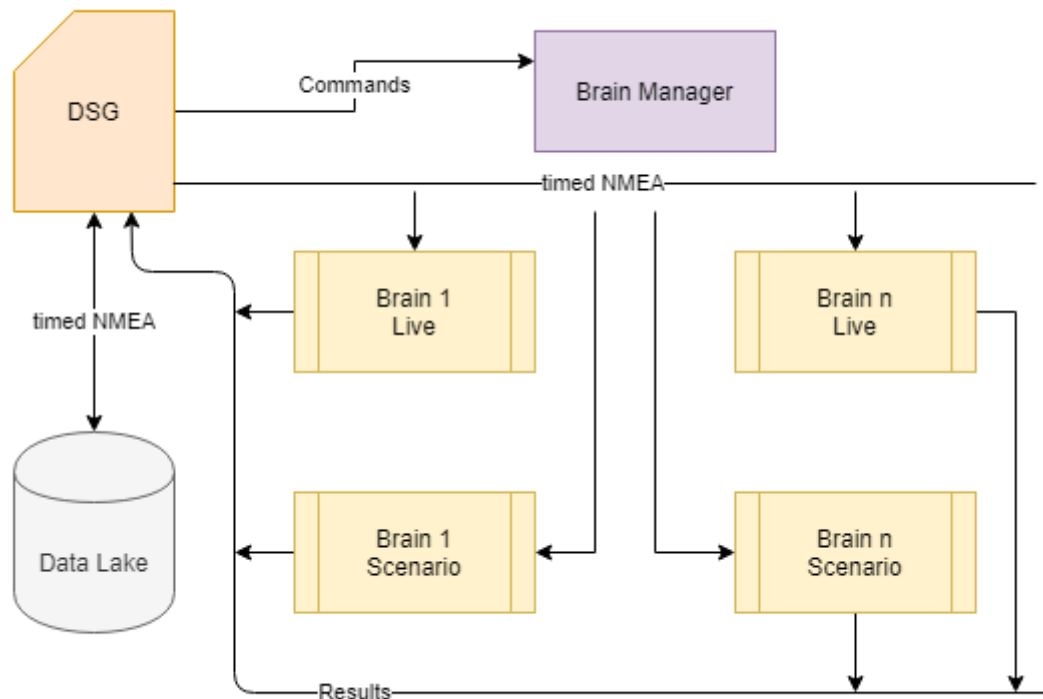 DSG
Commands
Brain Manager
timed NMEA
Brain 1
Live
Brain n
Live
timed NMEA
Data Lake
Brain 1
Scenario
Brain n
Scenario
Results